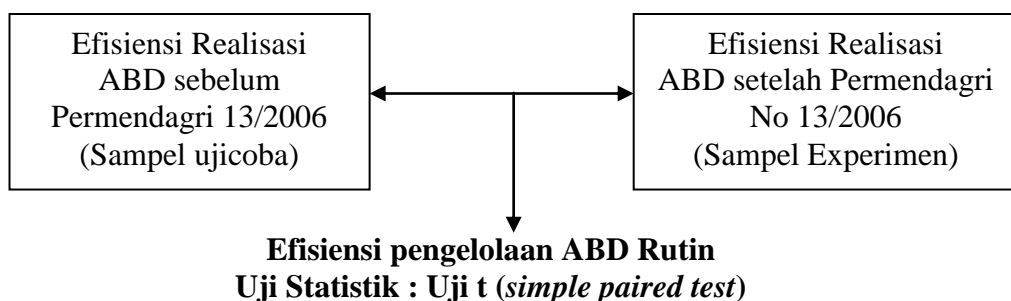 Efisiensi Realisasi
ABD sebelum
Permendagri 13/2006
(Sampel ujicoba)
Efisiensi Realisasi
ABD setelah Permendagri
No 13/2006
(Sampel Experimen)
Efisiensi pengelolaan ABD Rutin
Uji Statistik : Uji t (simple paired test)